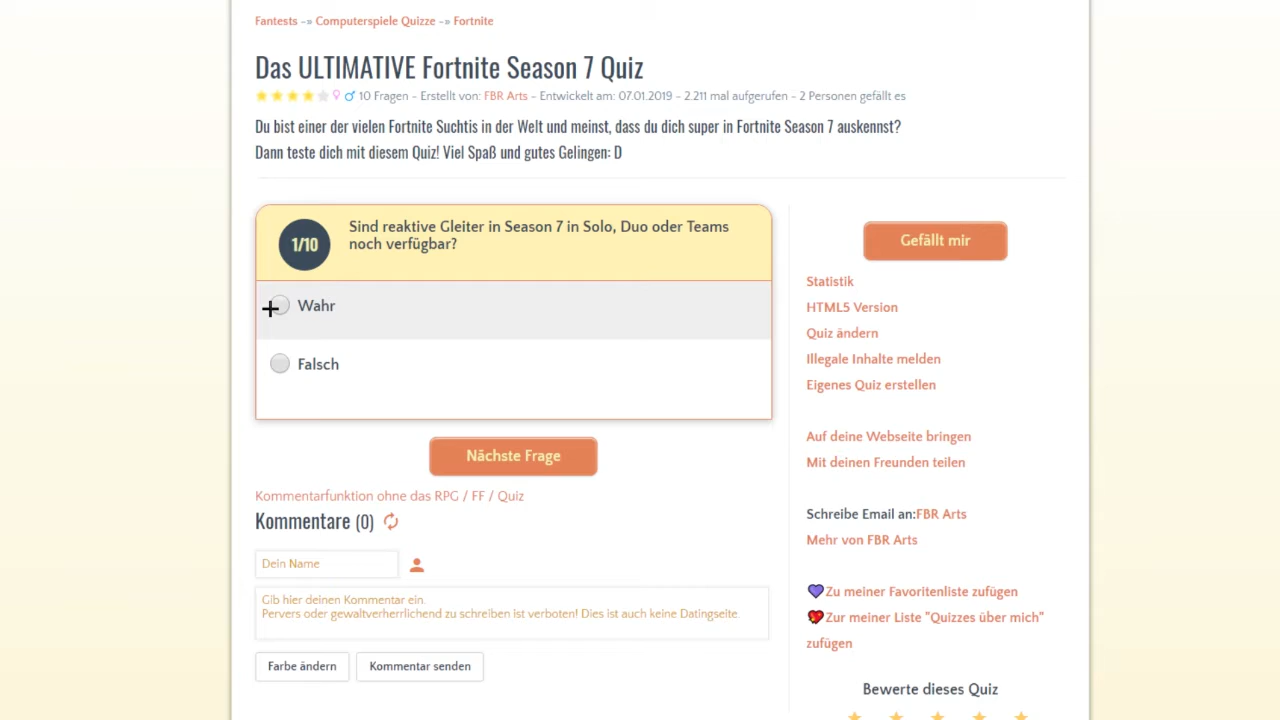 Fantests -» Computerspiele Quizze -» Fortnite
Das ULTIMATIVE Fortnite Season 7 Quiz
10 Fragen - Erstellt von: FBR Arts - Entwickelt am: 07.01.2019 - 2.211 mal aufgerufen - 2 Personen gefällt es
Du bist einer der vielen Fortnite Suchtis in der Welt und meinst, dass du dich super in Fortnite Season 7 auskennst?
Dann teste dich mit diesem Quiz! Viel Spaß und gutes Gelingen: D
1/10
Sind reaktive Gleiter in Season 7 in Solo, Duo oder Teams
noch verfügbar?
Wahr
Falsch
Nächste Frage
Kommentarfunktion ohne das RPG / FF / Quiz
Kommentare (0)
Dein Name
Gib hier deinen Kommentar ein.
Pervers oder gewaltverherrlichend zu schreiben ist verboten! Dies ist auch keine Datingseite.
Farbe ändern
Kommentar senden
Gefällt mir
Statistik
HTML5 Version
Quiz ändern
Illegale Inhalte melden
Eigenes Quiz erstellen
Auf deine Webseite bringen
Mit deinen Freunden teilen
Schreibe Email an:FBR Arts
Mehr von FBR Arts
Zu meiner Favoritenliste zufügen
Zur meiner Liste "Quizzes über mich"
zufügen
Bewerte dieses Quiz